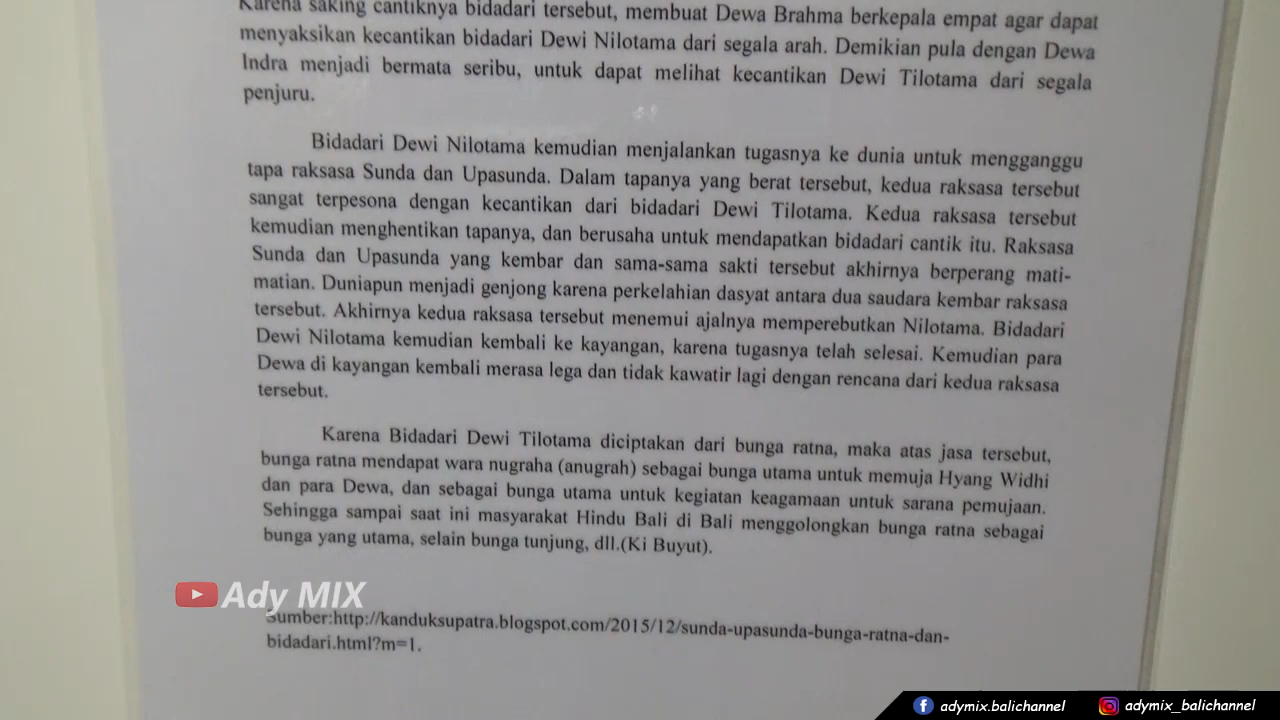 Karena saking cantiknya bidadari tersebut, membuat Dewa Brahma berkepala empat agar dapat
menyaksikan kecantikan bidadari Dewi Nilotama dari segala arah. Demikian pula dengan Dewa
Indra menjadi bermata seribu, untuk dapat melihat kecantikan Dewi Tilotama dari segala
penjuru.
Bidadari Dewi Nilotama kemudian menjalankan tugasnya ke dunia untuk mengganggu
tapa raksasa Sunda dan Upasunda. Dalam tapanya yang berat tersebut, kedua raksasa tersebut
sangat terpesona dengan kecantikan dari bidadari Dewi Tilotama. Kedua raksasa tersebut
kemudian menghentikan tapanya, dan berusaha untuk mendapatkan bidadari cantik itu. Raksasa
Sunda dan Upasunda yang kembar dan sama-sama sakti tersebut akhirnya berperang mati-
matian. Duniapun menjadi genjong karena perkelahian dasyat antara dua saudara kembar raksasa
tersebut. Akhirnya kedua raksasa tersebut menemui ajalnya memperebutkan Nilotama. Bidadari
Dewi Nilotama kemudian kembali ke kayangan, karena tugasnya telah selesai. Kemudian para
Dewa di kayangan kembali merasa lega dan tidak kawatir lagi dengan rencana dari kedua raksasa
tersebut.
Karena Bidadari Dewi Tilotama diciptakan dari bunga ratna, maka atas jasa tersebut,
bunga ratna mendapat wara nugraha (anugrah) sebagai bunga utama untuk memuja Hyang Widhi
dan para Dewa, dan sebagai bunga utama untuk kegiatan keagamaan untuk sarana pemujaan.
Sehingga sampai saat ini masyarakat Hindu Bali di Bali menggolongkan bunga ratna sebagai
bunga yang utama, selain bunga tunjung, dll.(Ki Buyut).
Ady MIX
Sumber:http://kanduksupatra.blogspot.com/2015/12/sunda-upasunda-bunga-ratna-dan-
bidadari.html?m=1.
adymix.balichannel
adymix_balichannel